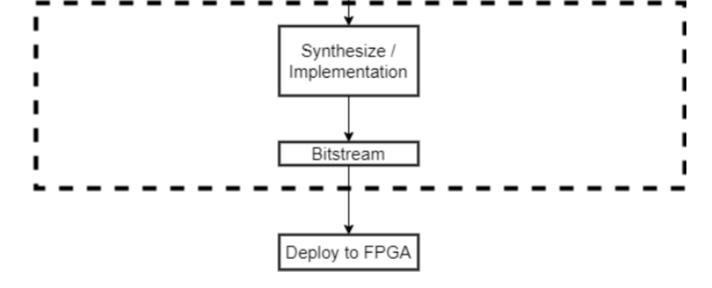 Synthesize /
Implementation
Bitstream
Deploy to FPGA